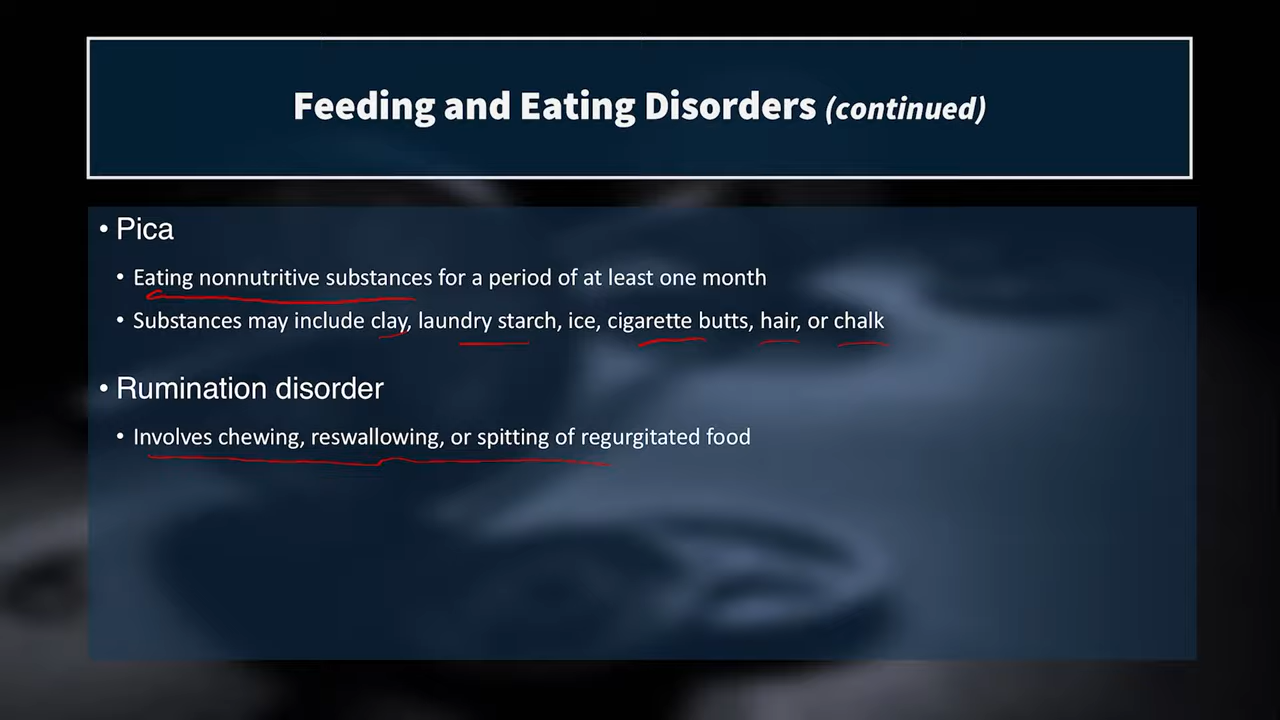 Feeding and Eating Disorders (continued)
• Pica
• Eating nonnutritive substances for a period of at least one month
• Substances may include clay, laundry starch, ice, cigarette butts, hair, or chalk
• Rumination disorder
• Involves chewing, reswallowing, or spitting of regurgitated food